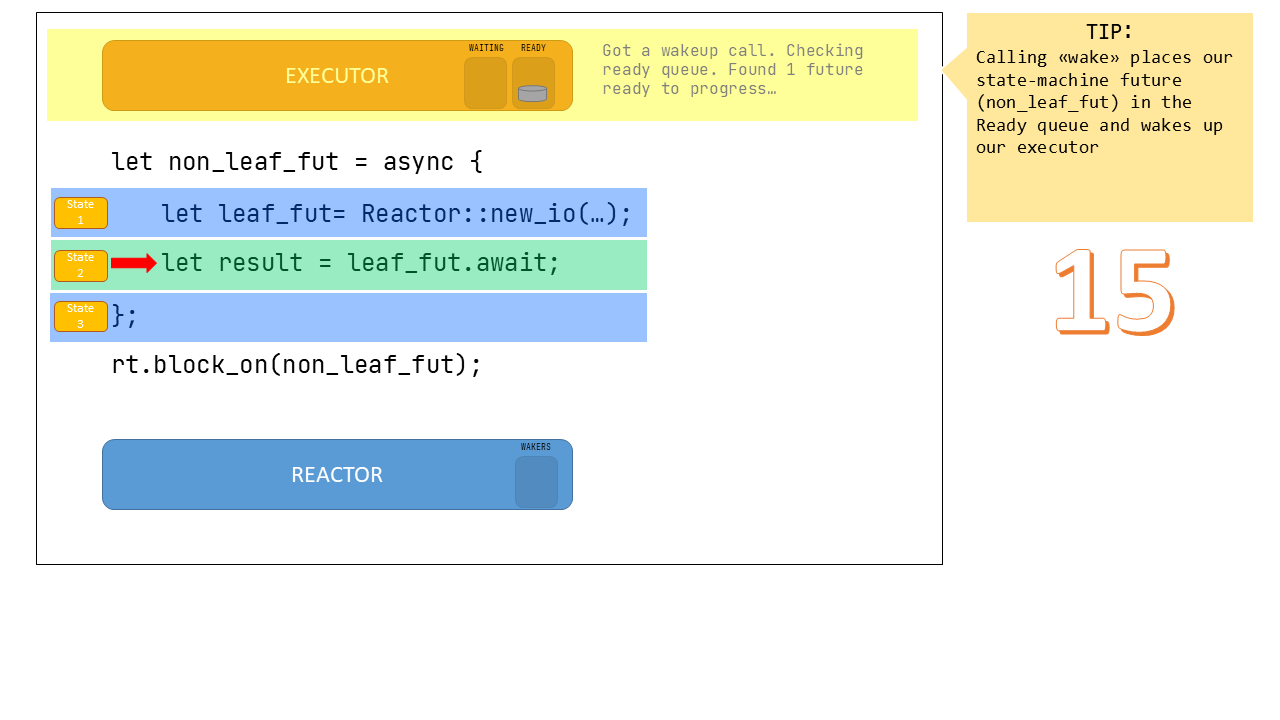 WAITING READY
EXECUTOR
Got a wakeup call. Checking
ready queue. Found 1 future
ready to progress…
TIP:
Calling «wake» places our
state-machine future
(non_leaf_fut) in the
Ready queue and wakes up
our executor
15
let non_leaf_fut = async {
State
1
let leaf_fut= Reactor::new_io(…);
State
2
let result = leaf_fut.await;
State
3
};
rt.block_on(non_leaf_fut);
WAKERS
REACTOR